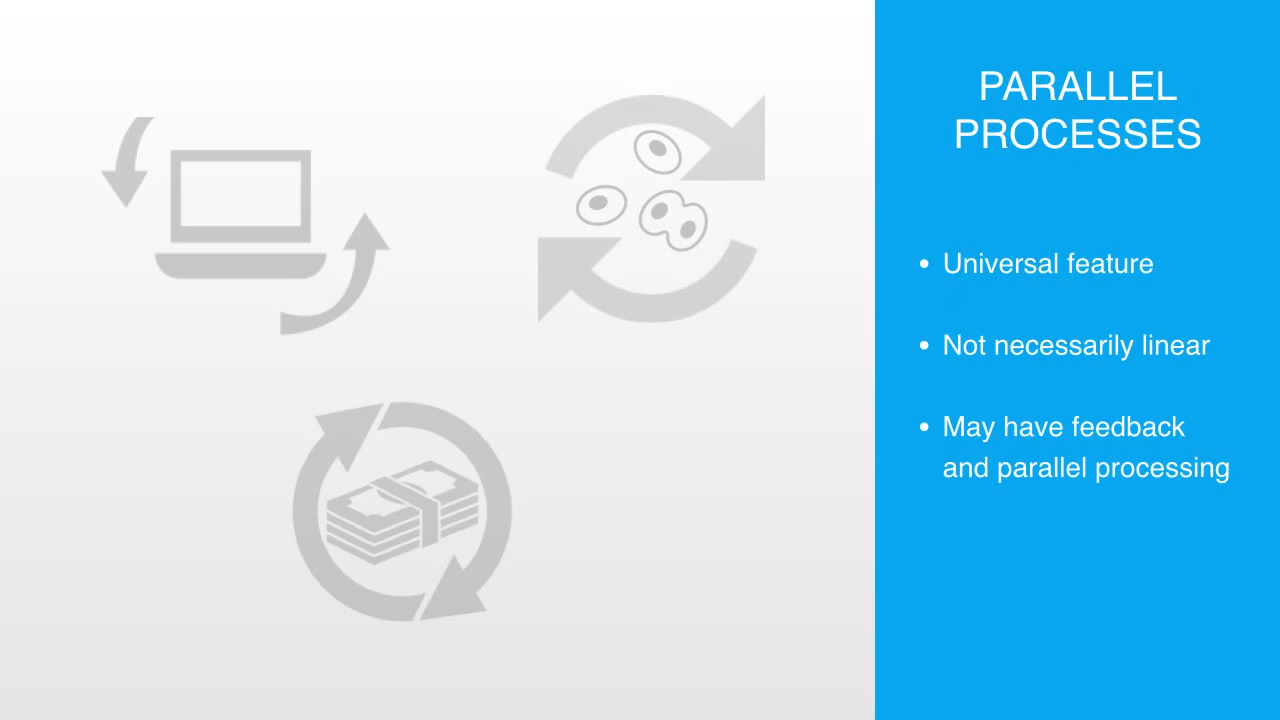 PARALLEL
PROCESSES
• Universal feature
• Not necessarily linear
• May have feedback
and parallel processing